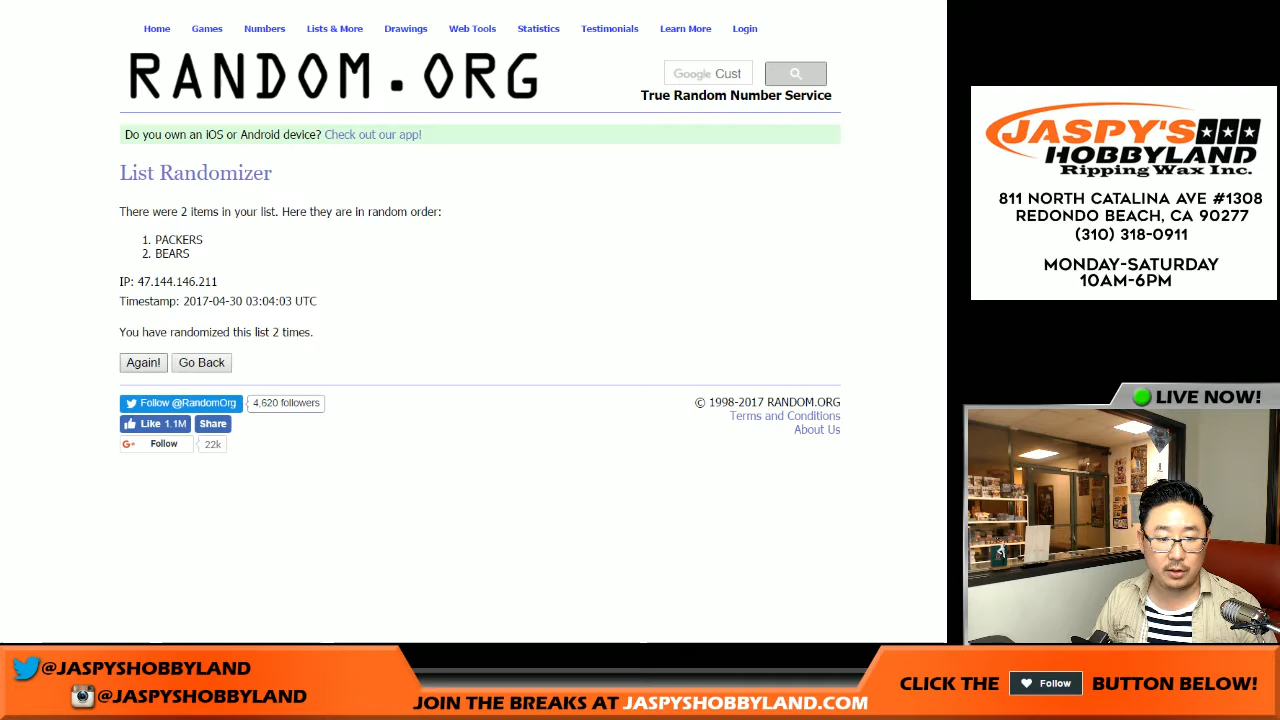 Home Games Numbers Lists & More Drawings Web Tools Statistics Testimonials Learn More Login
RANDOM.ORG
Google Cust
True Random Number Service
Do you own an iOS or Android device? Check out our app!
List Randomizer
There were 2 items in your list. Here they are in random order:
1. PACKERS
2. BEARS
IP: 47.144.146.211
Timestamp: 2017-04-30 03:04:03 UTC
You have randomized this list 2 times.
Again! Go Back
Follow @RandomOrg 4,620 followers
Like 1.1M Share
G+ Follow 22k
© 1998-2017 RANDOM.ORG
Terms and Conditions
About Us
JASPY'S
HOBBYLAND
Ripping Wax Inc.
811 NORTH CATALINA AVE #1308
REDONDO BEACH, CA 90277
(310) 318-0911
MONDAY-SATURDAY
10AM-6PM
LIVE NOW!
@JASPYSHOBBYLAND
@JASPYSHOBBYLAND
JOIN THE BREAKS AT JASPYSHOBBYLAND.COM
CLICK THE Follow BUTTON BELOW!